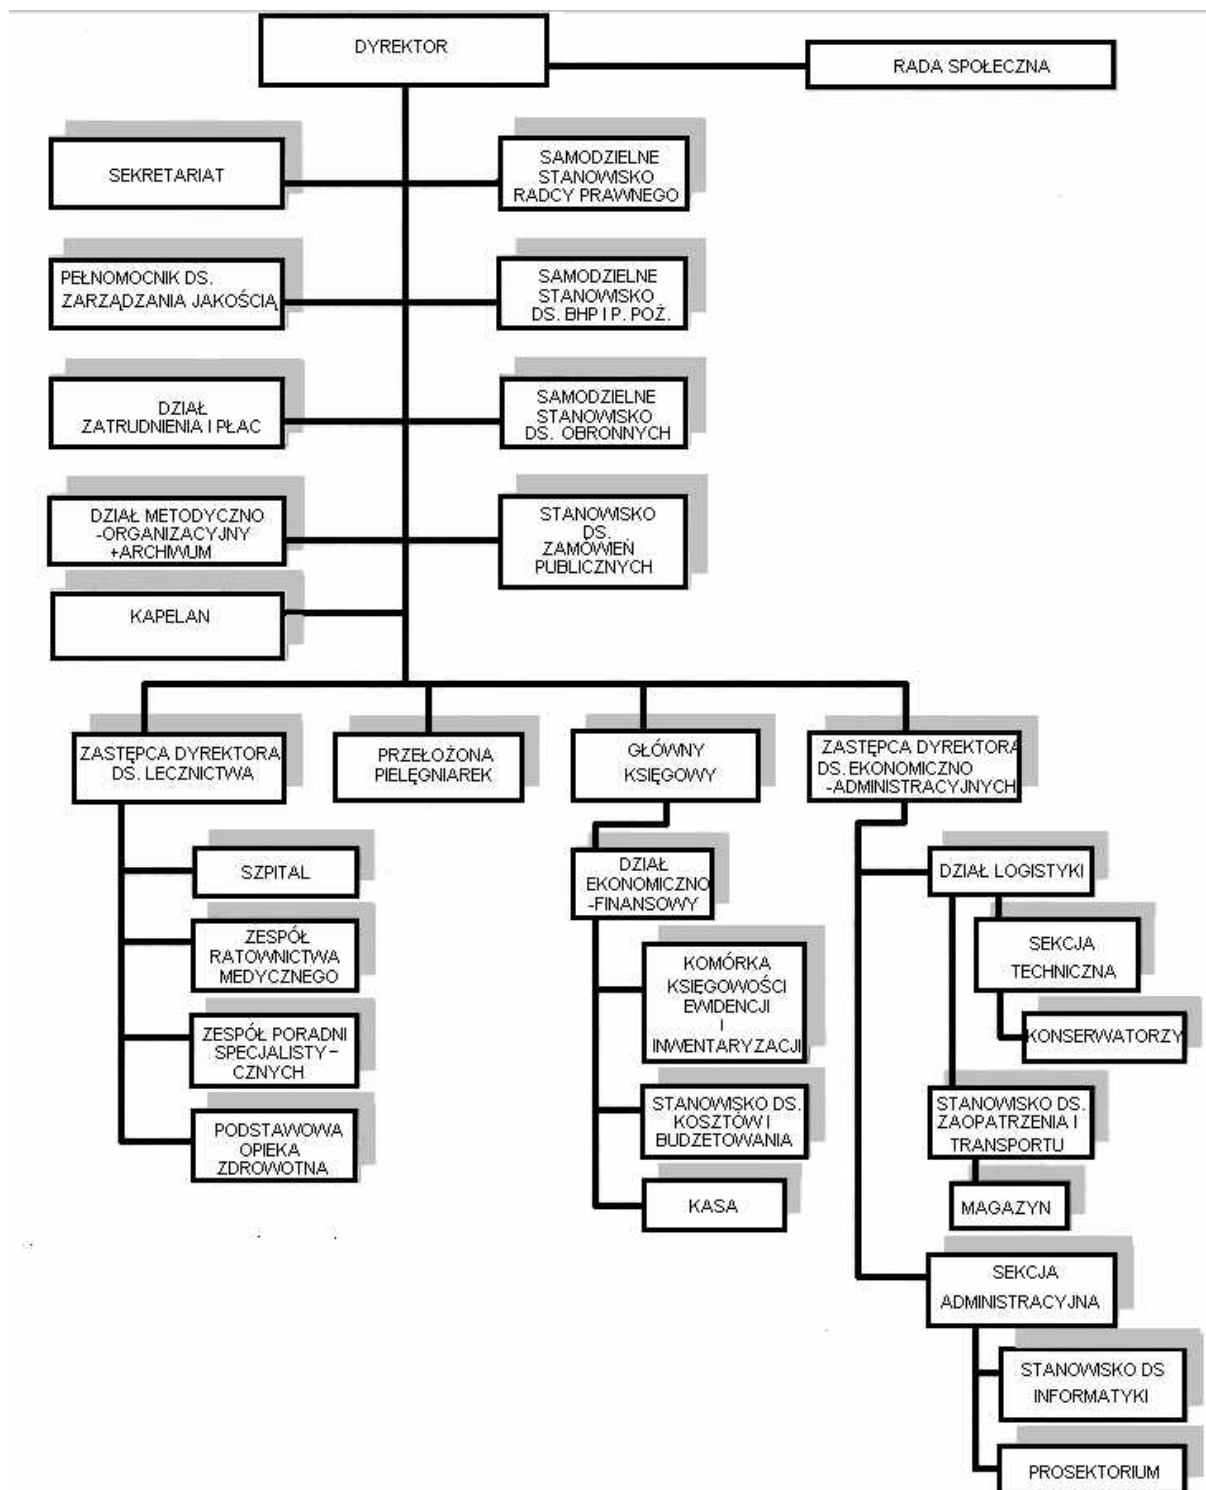 DYREKTOR
RADA SPOŁECZNA
SEKRETARIAT
SAMODZIELNE
STANOWISKO
RADCY PRAWNEGO
PEŁNOMOCNIK DS.
ZARZĄDZANIA JAKOŚCIĄ
SAMODZIELNE
STANOWISKO
DS. BHP I P. POŻ.
DZIAŁ
ZATRUDNIENIA I PŁAC
SAMODZIELNE
STANOWISKO
DS. OBRONNYCH
DZIAŁ METODYCZNO
-ORGANIZACYJNY
+ARCHIWUM
STANOWISKO
DS.
ZAMÓWIEŃ
PUBLICZNYCH
KAPELAN
ZASTĘPCA DYREKTORA
DS. LECZNICTWA
PRZEŁOŻONA
PIELĘGNIAREK
GŁÓWNY
KSIĘGOWY
ZASTĘPCA DYREKTORA
DS. EKONOMICZNO
-ADMINISTRACYJNYCH
SZPITAL
ZESPÓŁ
RATOWNICTWA
MEDYCZNEGO
ZESPÓŁ PORADNI
SPECJALISTY-
CZNYCH
PODSTAWOWA
OPIEKA
ZDROWOTNA
DZIAŁ
EKONOMICZNO
-FINANSOWY
KOMÓRKA
KSIĘGOWOŚCI
EWIDENCJI
I
INWENTARYZACJI
STANOWISKO DS.
KOSZTÓW I
BUDZETOWANIA
KASA
DZIAŁ LOGISTYKI
SEKCJA
TECHNICZNA
KONSERWATORZY
STANOWISKO DS.
ZAOPATRZENIA I
TRANSPORTU
MAGAZYN
SEKCJA
ADMINISTRACYJNA
STANOWISKO DS
INFORMATYKI
PROSEKTORIUM